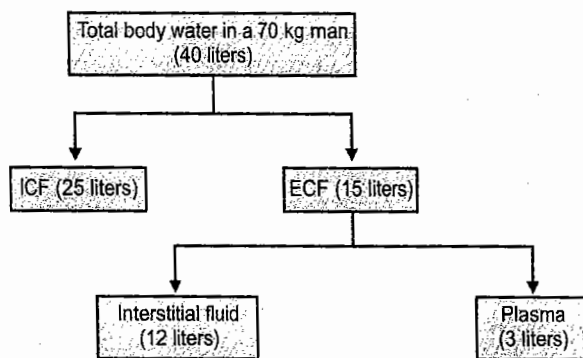 Total body water in a 70 kg man
(40 liters)
ICF (25 liters)
ECF (15 liters)
Interstitial fluid
(12 liters)
Plasma
(3 liters)